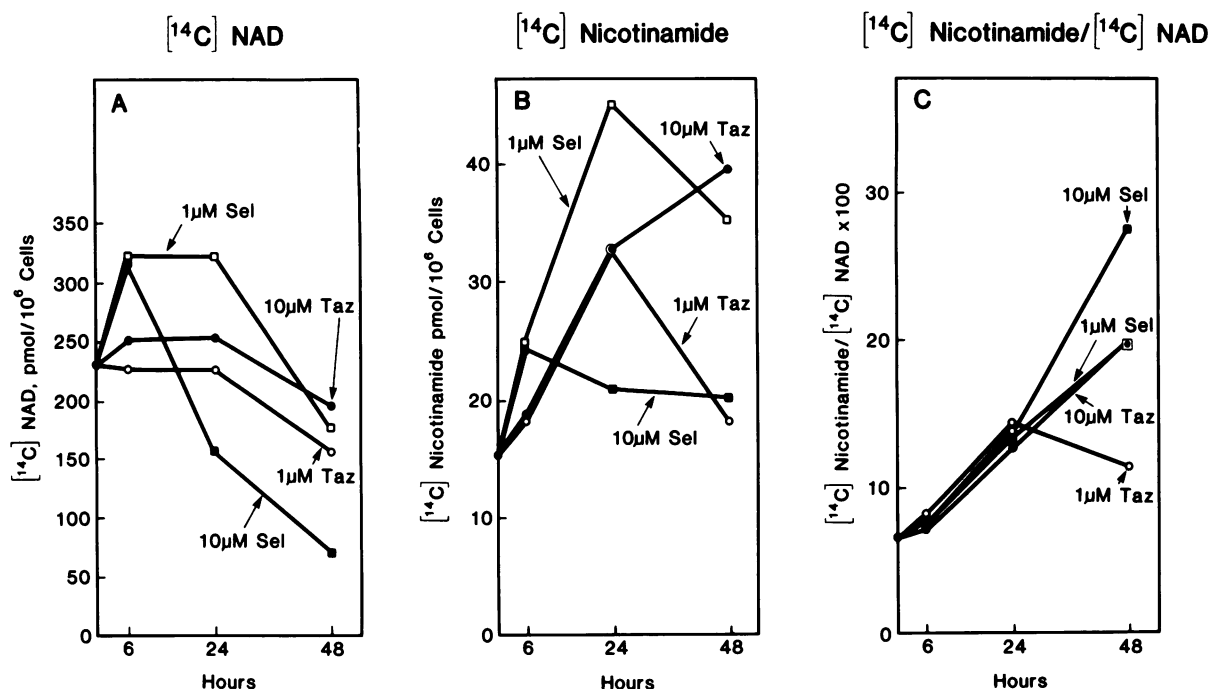 [¹⁴C] NAD
A
1µM Sel
10µM Taz
1µM Taz
10µM Sel
[¹⁴C] NAD, pmol/10⁶ Cells
350
300
250
200
150
100
50
0
6 24 48
Hours
[¹⁴C] Nicotinamide
B
1µM Sel
10µM Taz
1µM Taz
10µM Sel
[¹⁴C] Nicotinamide pmol/10⁶ Cells
40
30
20
10
0
6 24 48
Hours
[¹⁴C] Nicotinamide/[¹⁴C] NAD
C
10µM Sel
1µM Sel
10µM Taz
1µM Taz
[¹⁴C] Nicotinamide/[¹⁴C] NAD x100
30
20
10
0
6 24 48
Hours